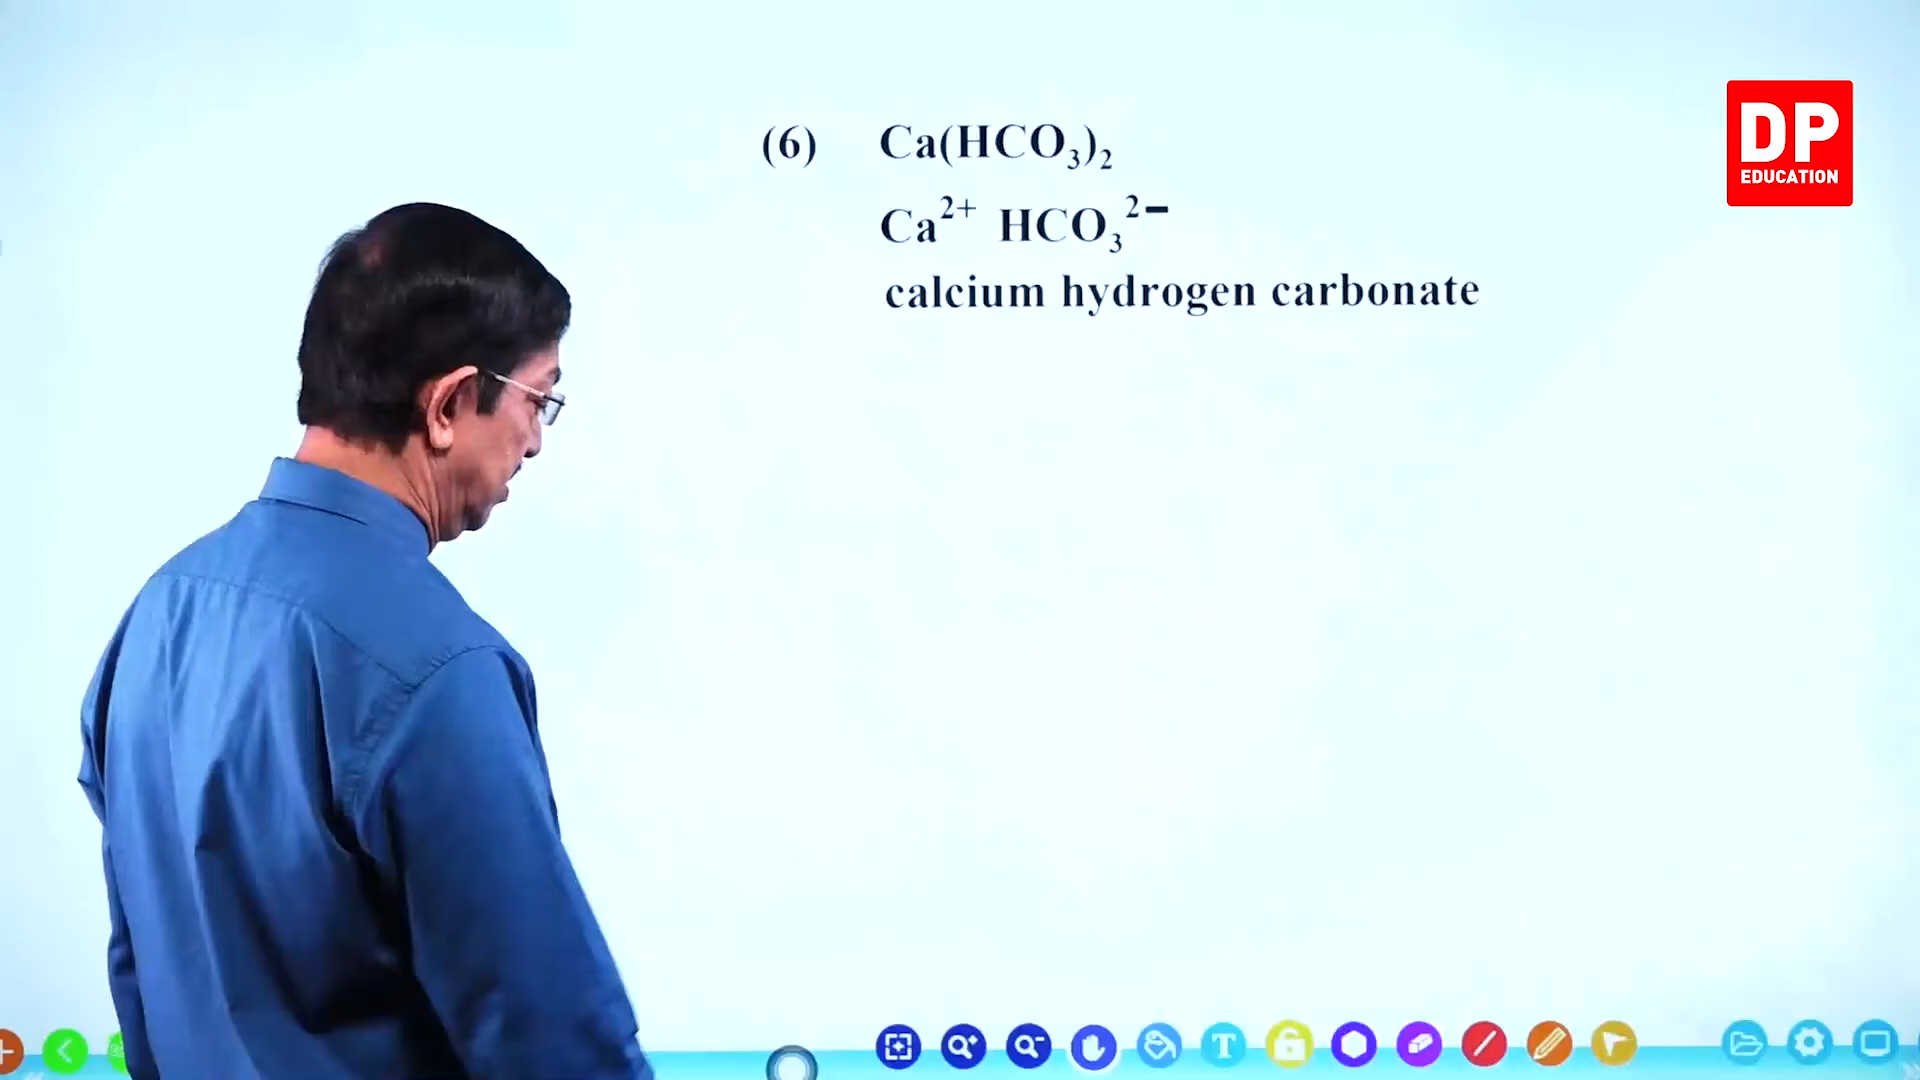 DP
EDUCATION
(6) Ca(HCO₃)₂
Ca²⁺ HCO₃²⁻
calcium hydrogen carbonate